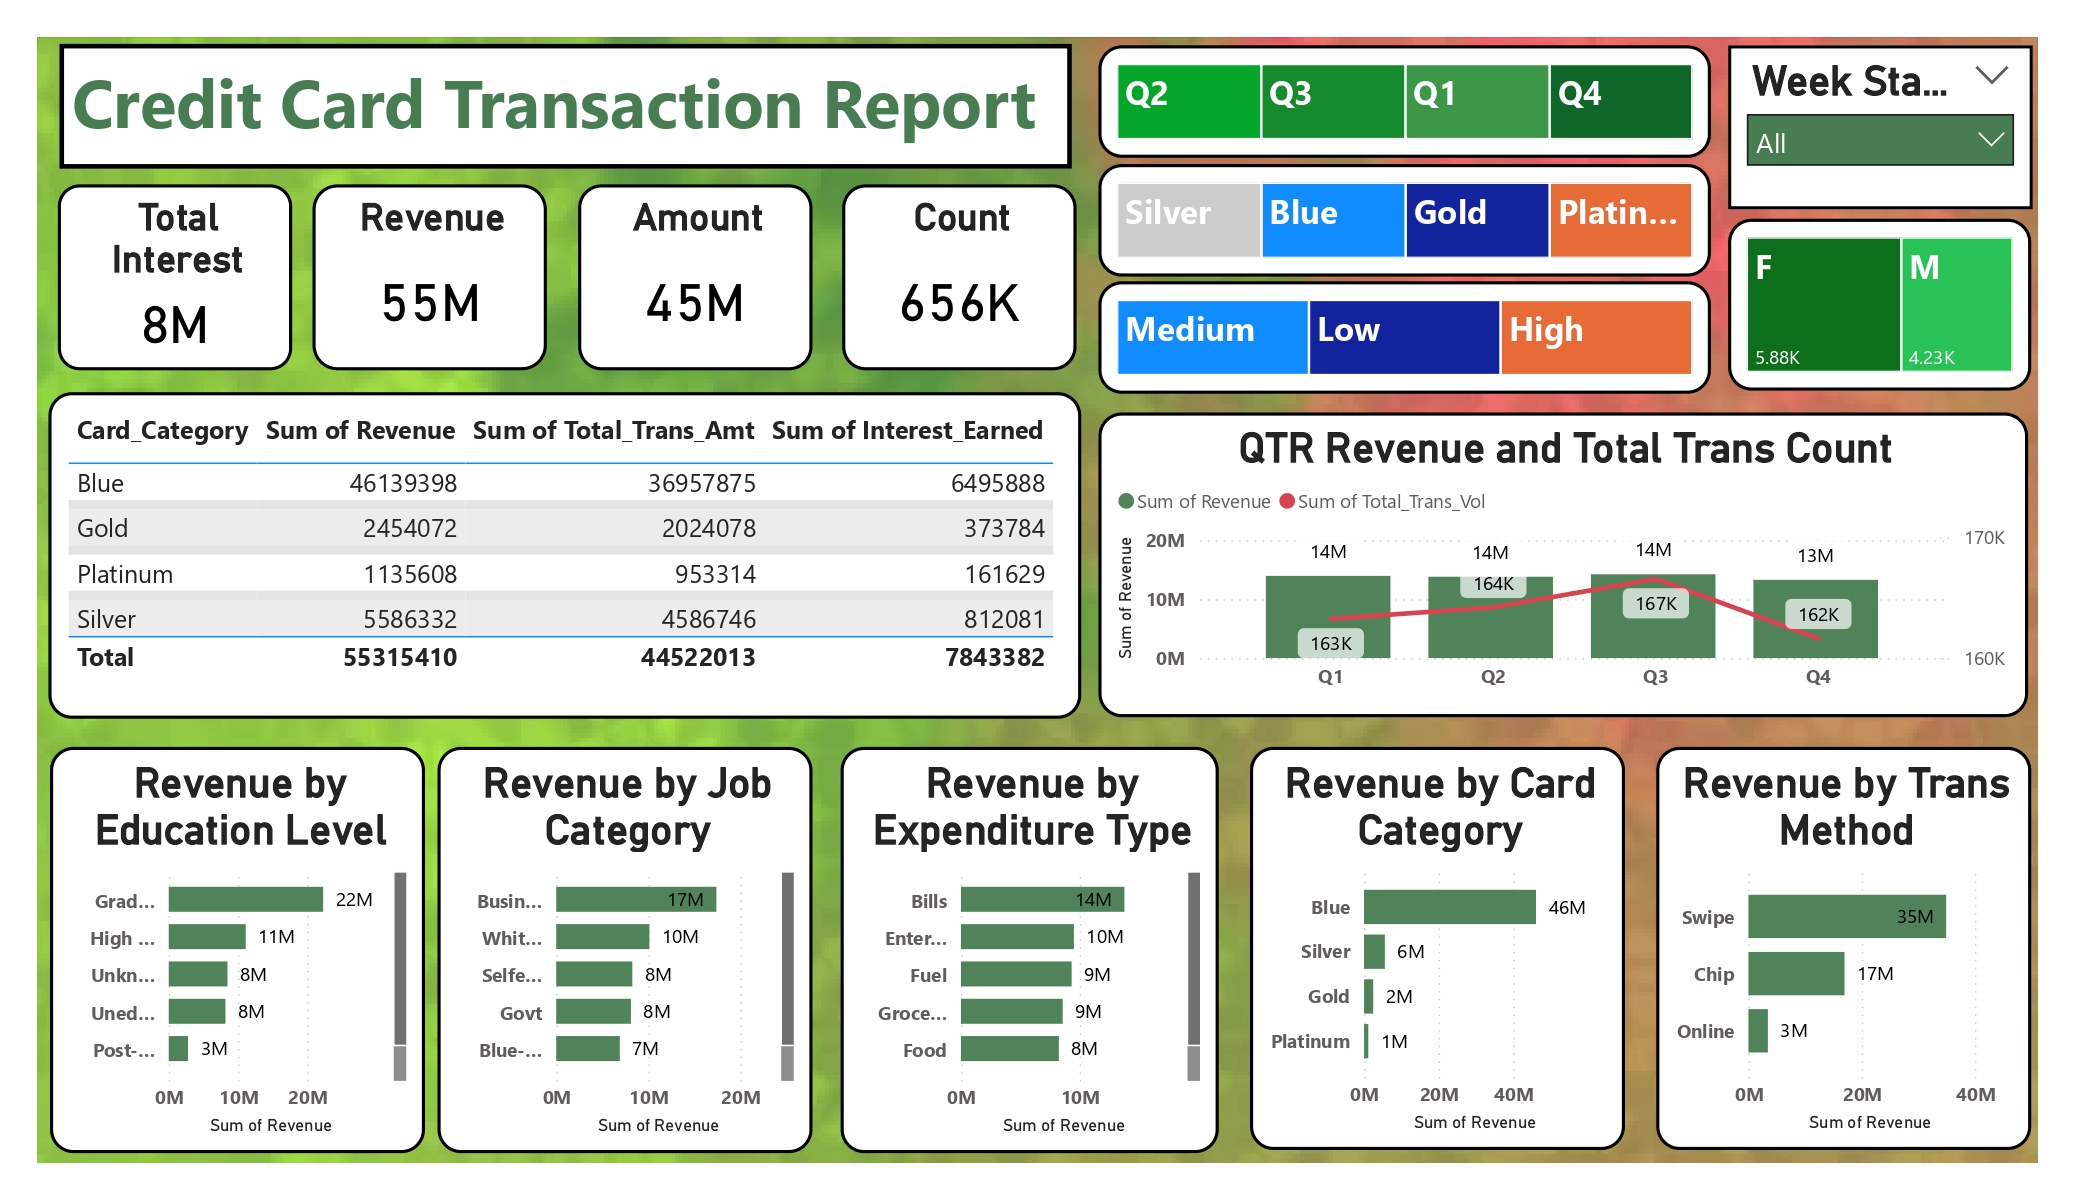 Credit Card Transaction Report
Q2 Q3 Q1 Q4
Week Sta...
All
Silver Blue Gold Platin...
Medium Low High
F M
5.88K 4.23K
Total
Interest
8M
Revenue
55M
Amount
45M
Count
656K
Card_Category Sum of Revenue Sum of Total_Trans_Amt Sum of Interest_Earned
Blue 46139398 36957875 6495888
Gold 2454072 2024078 373784
Platinum 1135608 953314 161629
Silver 5586332 4586746 812081
Total 55315410 44522013 7843382
QTR Revenue and Total Trans Count
Sum of Revenue Sum of Total_Trans_Vol
Sum of Revenue
20M
10M
0M
14M 14M 14M 13M
163K 164K 167K 162K
170K
160K
Q1 Q2 Q3 Q4
Revenue by
Education Level
Grad... 22M
High ... 11M
Unkn... 8M
Uned... 8M
Post-... 3M
0M 10M 20M
Sum of Revenue
Revenue by Job
Category
Busin... 17M
Whit... 10M
Selfe... 8M
Govt 8M
Blue-... 7M
0M 10M 20M
Sum of Revenue
Revenue by
Expenditure Type
Bills 14M
Enter... 10M
Fuel 9M
Groce... 9M
Food 8M
0M 10M
Sum of Revenue
Revenue by Card
Category
Blue 46M
Silver 6M
Gold 2M
Platinum 1M
0M 20M 40M
Sum of Revenue
Revenue by Trans
Method
Swipe 35M
Chip 17M
Online 3M
0M 20M 40M
Sum of Revenue